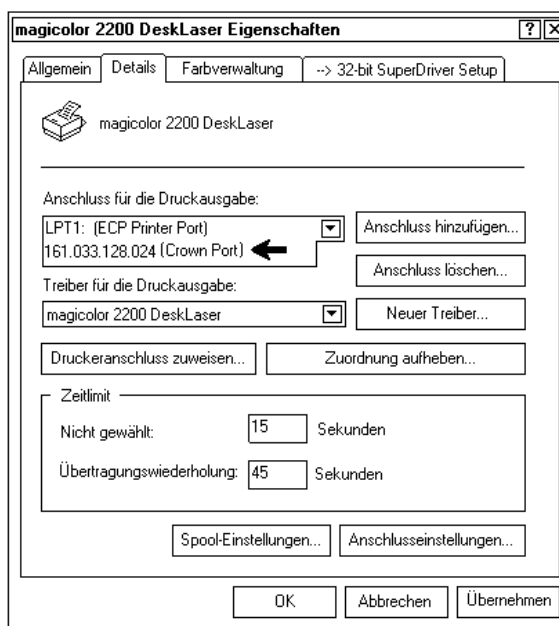 magicolor 2200 DeskLaser Eigenschaften
Allgemein Details Farbverwaltung --> 32-bit SuperDriver Setup
magicolor 2200 DeskLaser
Anschluss für die Druckausgabe:
LPT1: (ECP Printer Port) Anschluss hinzufügen...
161.033.128.024 (Crown Port)
Anschluss löschen...
Treiber für die Druckausgabe:
magicolor 2200 DeskLaser Neuer Treiber...
Druckeranschluss zuweisen... Zuordnung aufheben...
Zeitlimit
Nicht gewählt: 15 Sekunden
Übertragungswiederholung: 45 Sekunden
Spool-Einstellungen... Anschlusseinstellungen...
OK Abbrechen Übernehmen